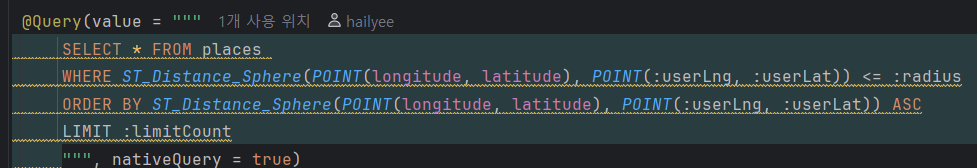 @Query(value = """ 1개 사용 위치 hailyee
SELECT * FROM places
WHERE ST_Distance_Sphere(POINT(longitude, latitude), POINT(:userLng, :userLat)) <= :radius
ORDER BY ST_Distance_Sphere(POINT(longitude, latitude), POINT(:userLng, :userLat)) ASC
LIMIT :limitCount
""", nativeQuery = true)